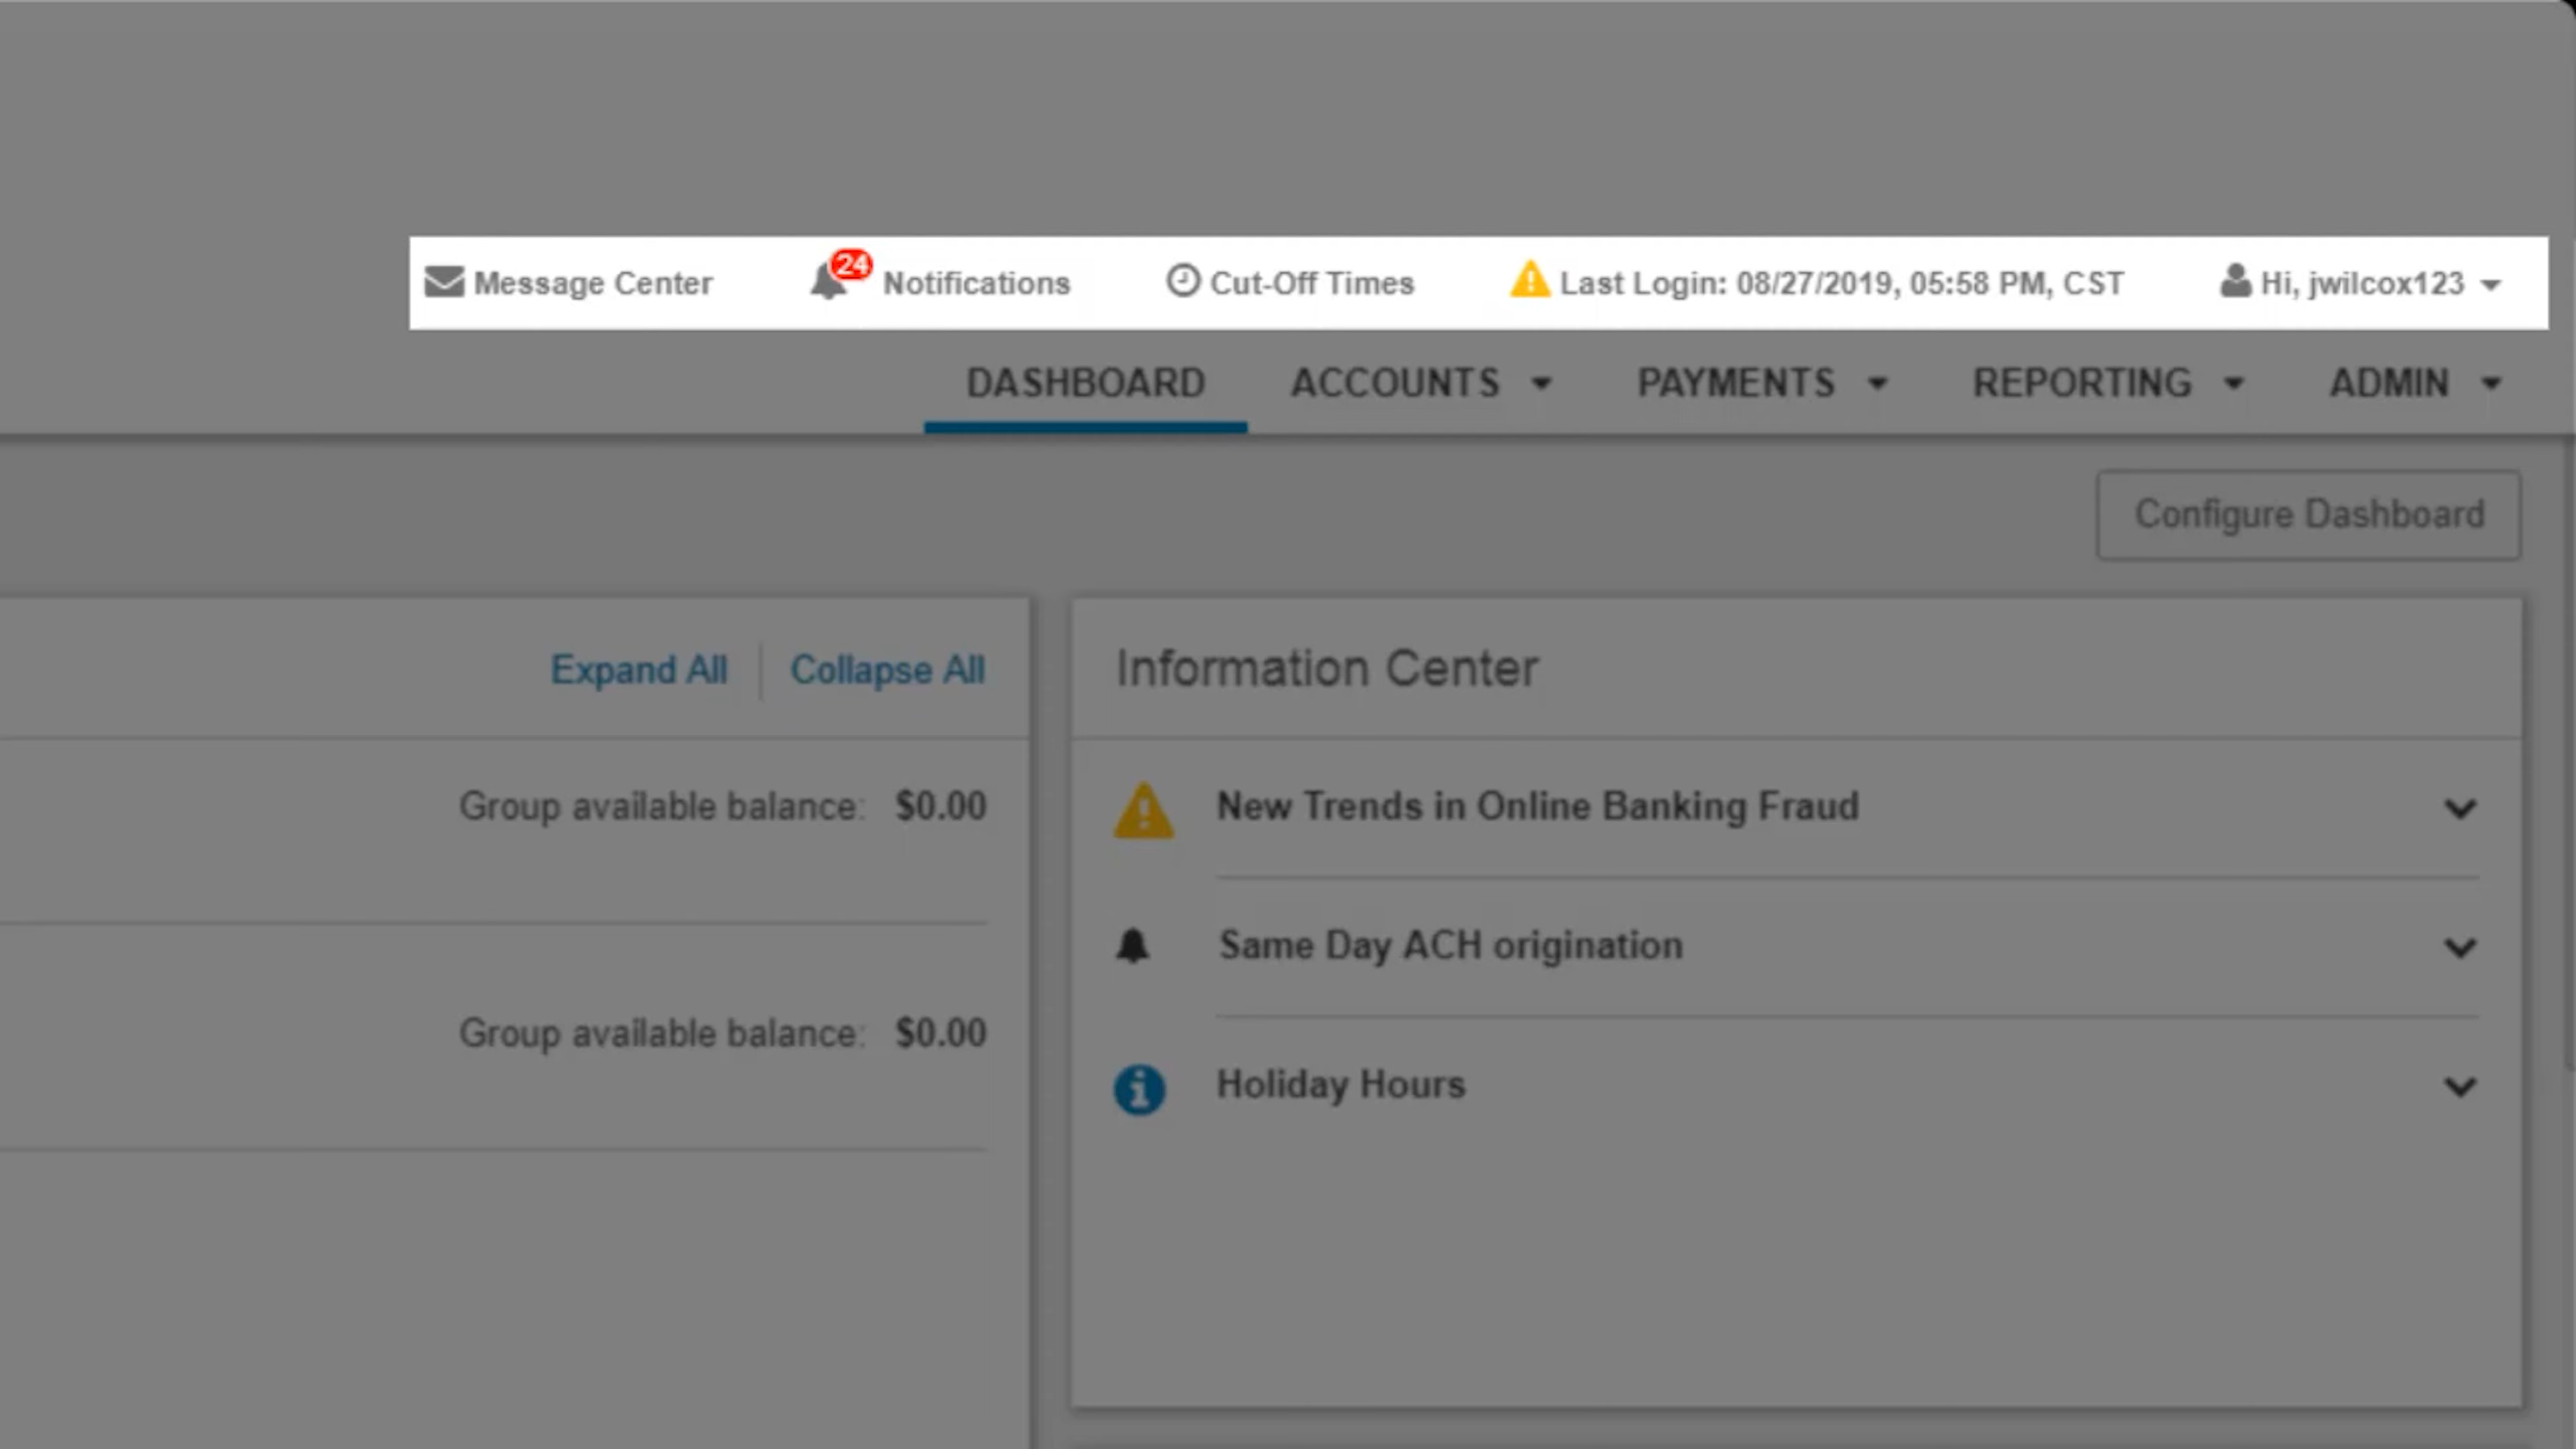 Message Center 24 Notifications Cut-Off Times Last Login: 08/27/2019, 05:58 PM, CST Hi, jwilcox123
DASHBOARD ACCOUNTS PAYMENTS REPORTING ADMIN
Configure Dashboard
Expand All Collapse All
Group available balance: $0.00
Group available balance: $0.00
Information Center
New Trends in Online Banking Fraud
Same Day ACH origination
Holiday Hours